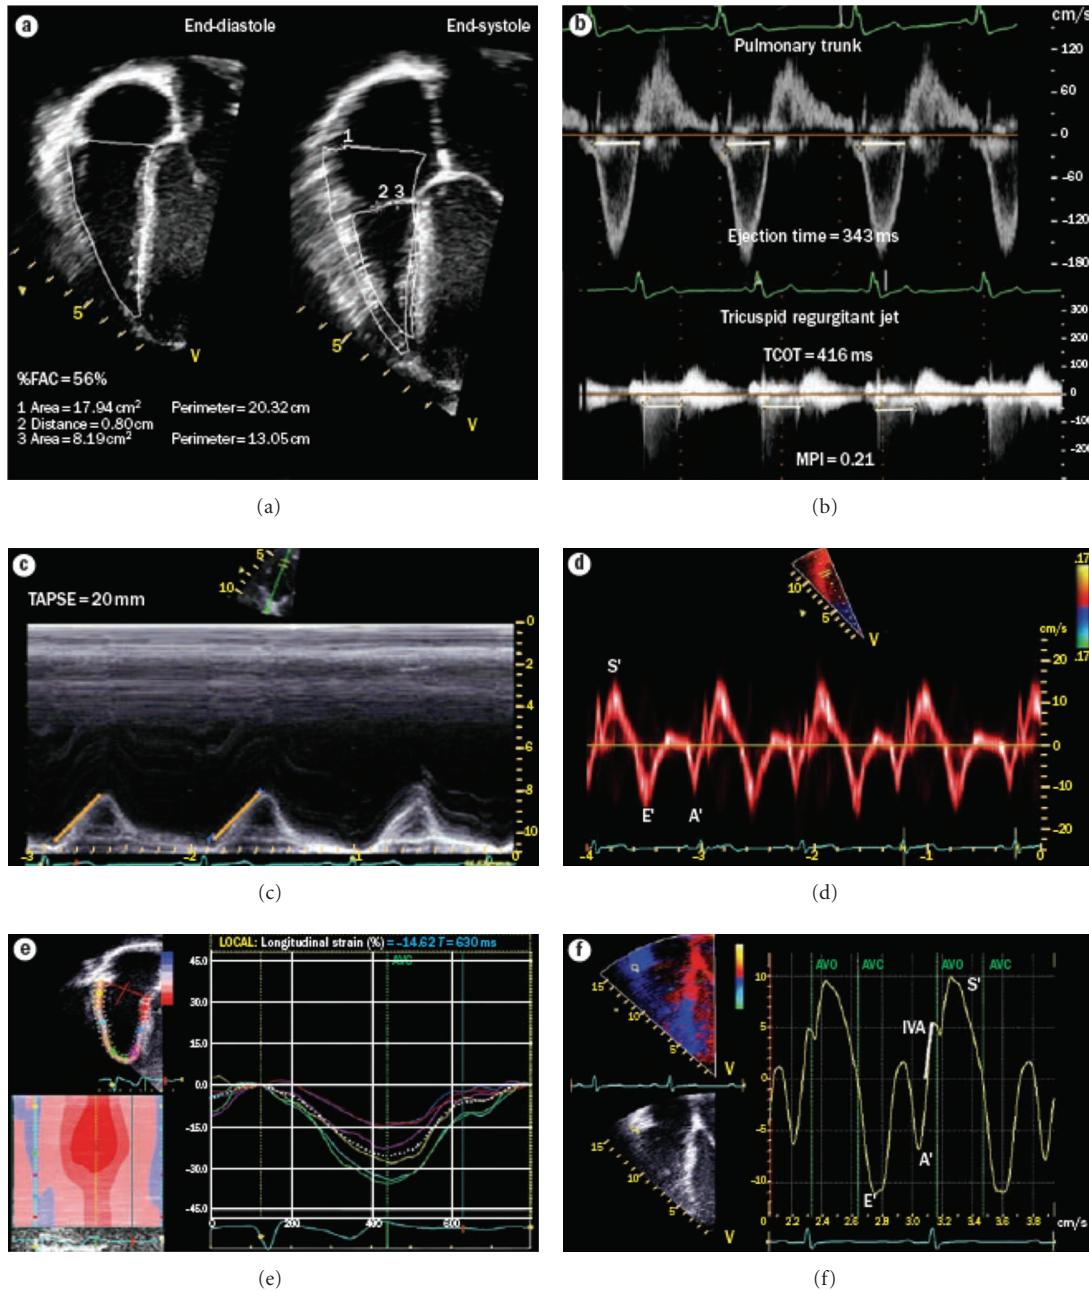 a
End-diastole
End-systole
1
2 3
5
5
V
V
%FAC = 56%
1 Area = 17.94 cm² Perimeter = 20.32 cm
2 Distance = 0.80cm
3 Area = 8.19 cm² Perimeter = 13.05 cm
(a)
b
cm/s
Pulmonary trunk
120
60
0
-60
-120
-180
Ejection time = 343 ms
Tricuspid regurgitant jet
TCOT = 416 ms
MPI = 0.21
300
200
100
0
-100
-200
(b)
c
5
10
TAPSE = 20 mm
0
2
4
6
8
10
-3
-2
-1
0
(c)
d
.17
.17
10
5
V
cm/s
20
10
0
-10
-20
S'
E'
A'
-4
-3
-2
-1
0
(d)
e
LOCAL: Longitudinal strain (%) = -14.62 T = 630 ms
AVC
45.0
30.0
15.0
0.0
-15.0
-30.0
-45
0
200
400
600
(e)
f
15
10
5
V
15
10
5
V
AVO
AVC
AVO
AVC
10
5
0
-5
-10
S'
IVA
A'
E'
0 2.2 2.4 2.6 2.8 3.0 3.2 3.4 3.6 3.8 cm/s
(f)